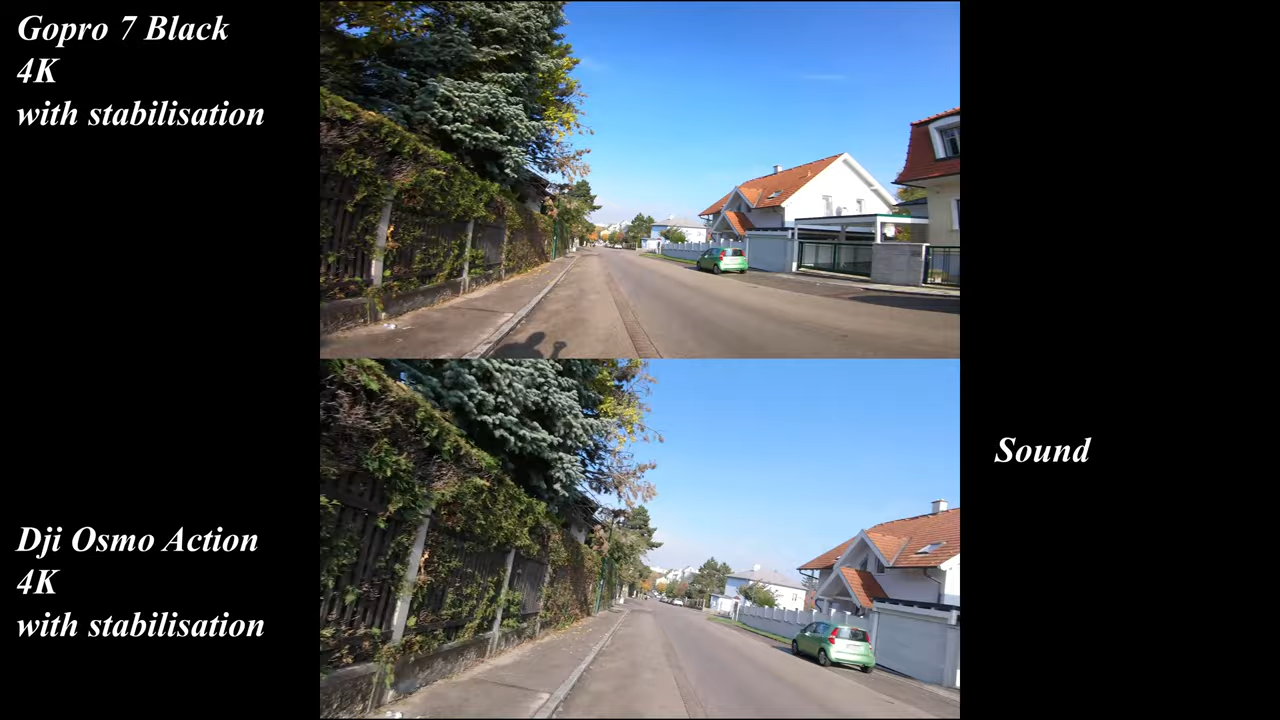 Gopro 7 Black
4K
with stabilisation
Sound
Dji Osmo Action
4K
with stabilisation